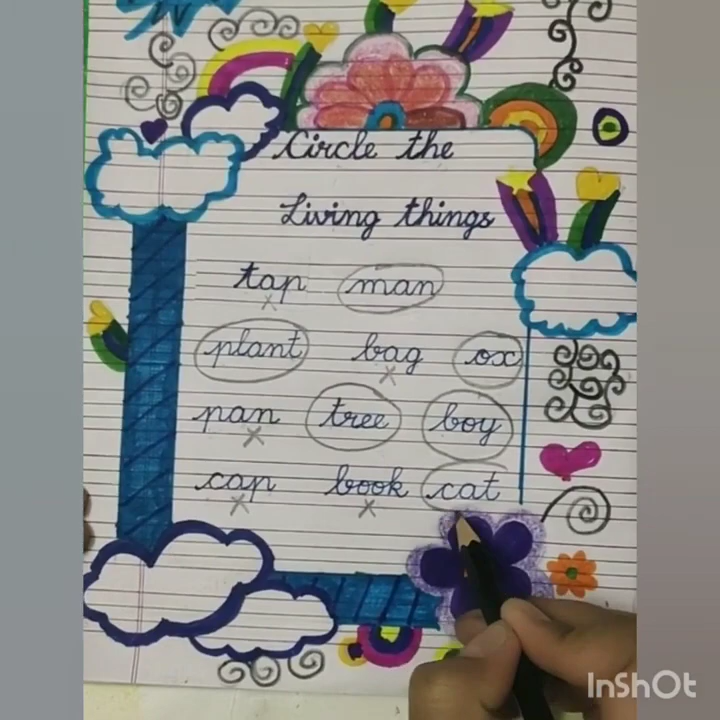 Circle the
Living things
tap man
plant bag ox
pan tree boy
cap book cat
InShOt